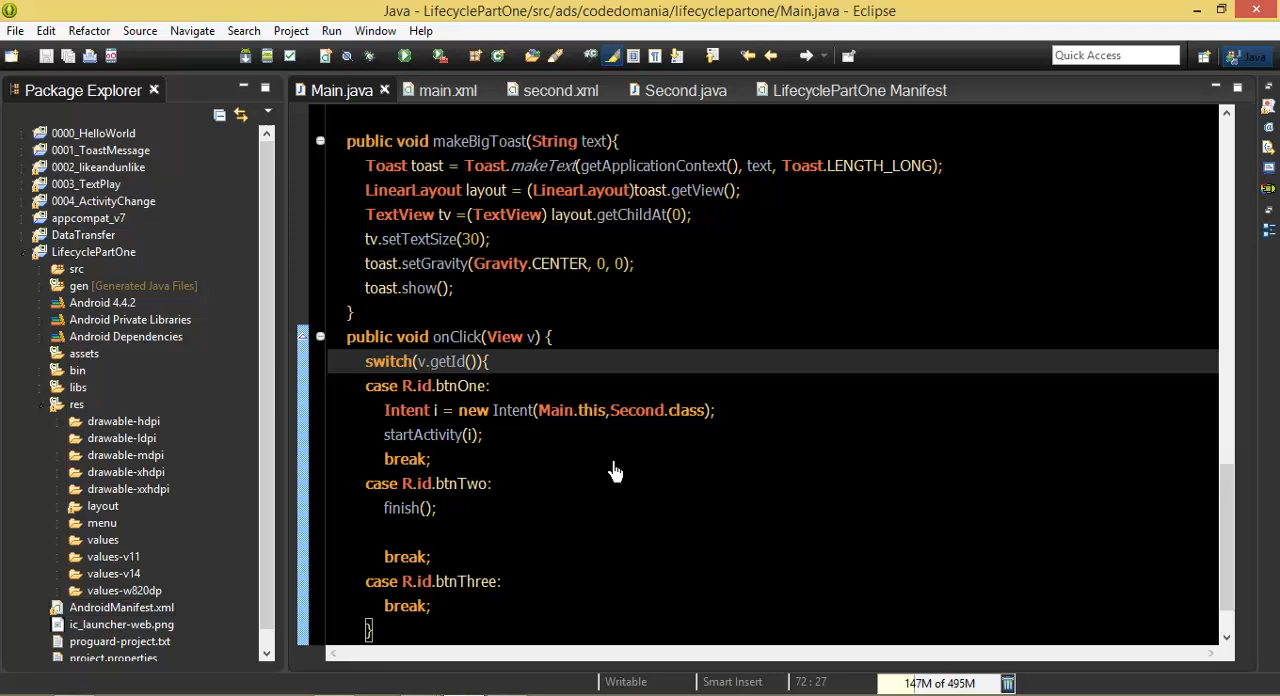 Java - LifecyclePartOne/src/ads/codedomania/lifecyclepartone/Main.java - Eclipse
File Edit Refactor Source Navigate Search Project Run Window Help
Quick Access
Java
Package Explorer
Main.java
main.xml
second.xml
Second.java
LifecyclePartOne Manifest
0000_HelloWorld
0001_ToastMessage
0002_likeandunlike
0003_TextPlay
0004_ActivityChange
appcompat_v7
DataTransfer
LifecyclePartOne
src
gen [Generated Java Files]
Android 4.4.2
Android Private Libraries
Android Dependencies
assets
bin
libs
res
drawable-hdpi
drawable-ldpi
drawable-mdpi
drawable-xhdpi
drawable-xxhdpi
layout
menu
values
values-v11
values-v14
values-w820dp
AndroidManifest.xml
ic_launcher-web.png
proguard-project.txt
project.properties
public void makeBigToast(String text){
Toast toast = Toast.makeText(getApplicationContext(), text, Toast.LENGTH_LONG);
LinearLayout layout = (LinearLayout)toast.getView();
TextView tv =(TextView) layout.getChildAt(0);
tv.setTextSize(30);
toast.setGravity(Gravity.CENTER, 0, 0);
toast.show();
}
public void onClick(View v) {
switch(v.getId()){
case R.id.btnOne:
Intent i = new Intent(Main.this,Second.class);
startActivity(i);
break;
case R.id.btnTwo:
finish();
break;
case R.id.btnThree:
break;
}
Writable
Smart Insert
72 : 27
147M of 495M